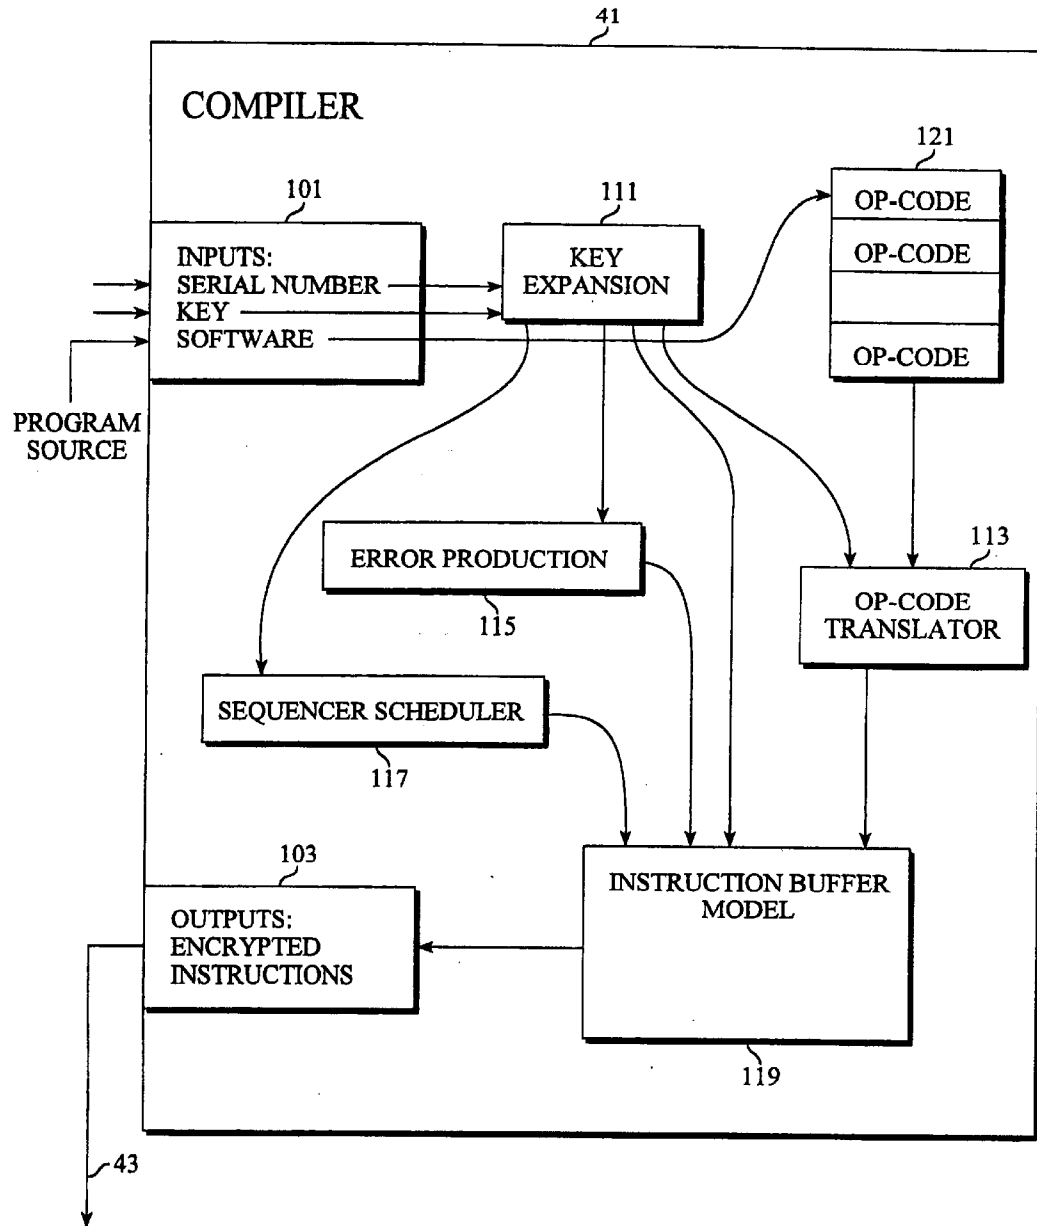 41
COMPILER
121
OP-CODE
OP-CODE
OP-CODE
101
INPUTS:
SERIAL NUMBER
KEY
SOFTWARE
111
KEY
EXPANSION
PROGRAM
SOURCE
ERROR PRODUCTION
115
113
OP-CODE
TRANSLATOR
SEQUENCER SCHEDULER
117
103
OUTPUTS:
ENCRYPTED
INSTRUCTIONS
INSTRUCTION BUFFER
MODEL
119
43